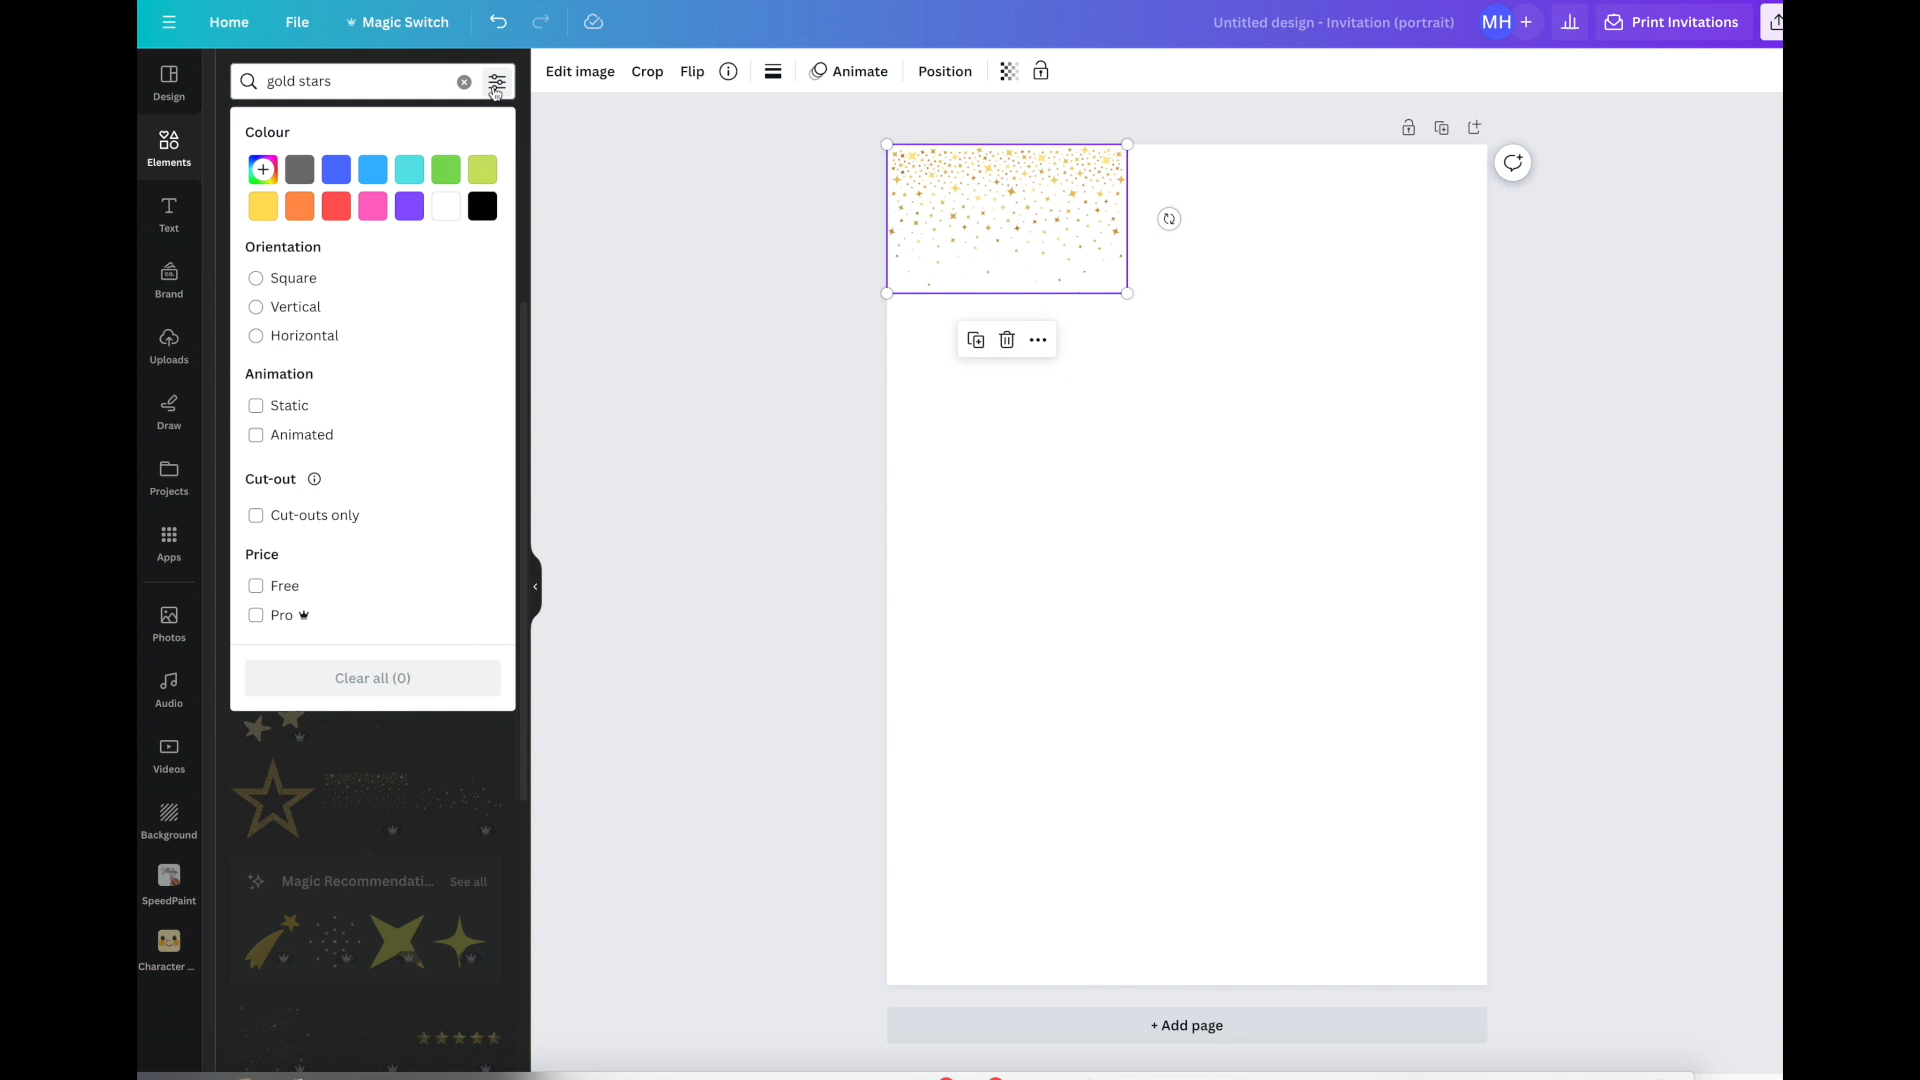 Home File Magic Switch Untitled design - Invitation (portrait) MH + Print Invitations
Design
Elements
Text
Brand
Uploads
Draw
Projects
Apps
Photos
Audio
Videos
Background
SpeedPaint
Character ...
gold stars
Edit image Crop Flip Animate Position
Colour
Orientation
Square
Vertical
Horizontal
Animation
Static
Animated
Cut-out
Cut-outs only
Price
Free
Pro
Clear all (0)
Magic Recommendati... See all
+ Add page